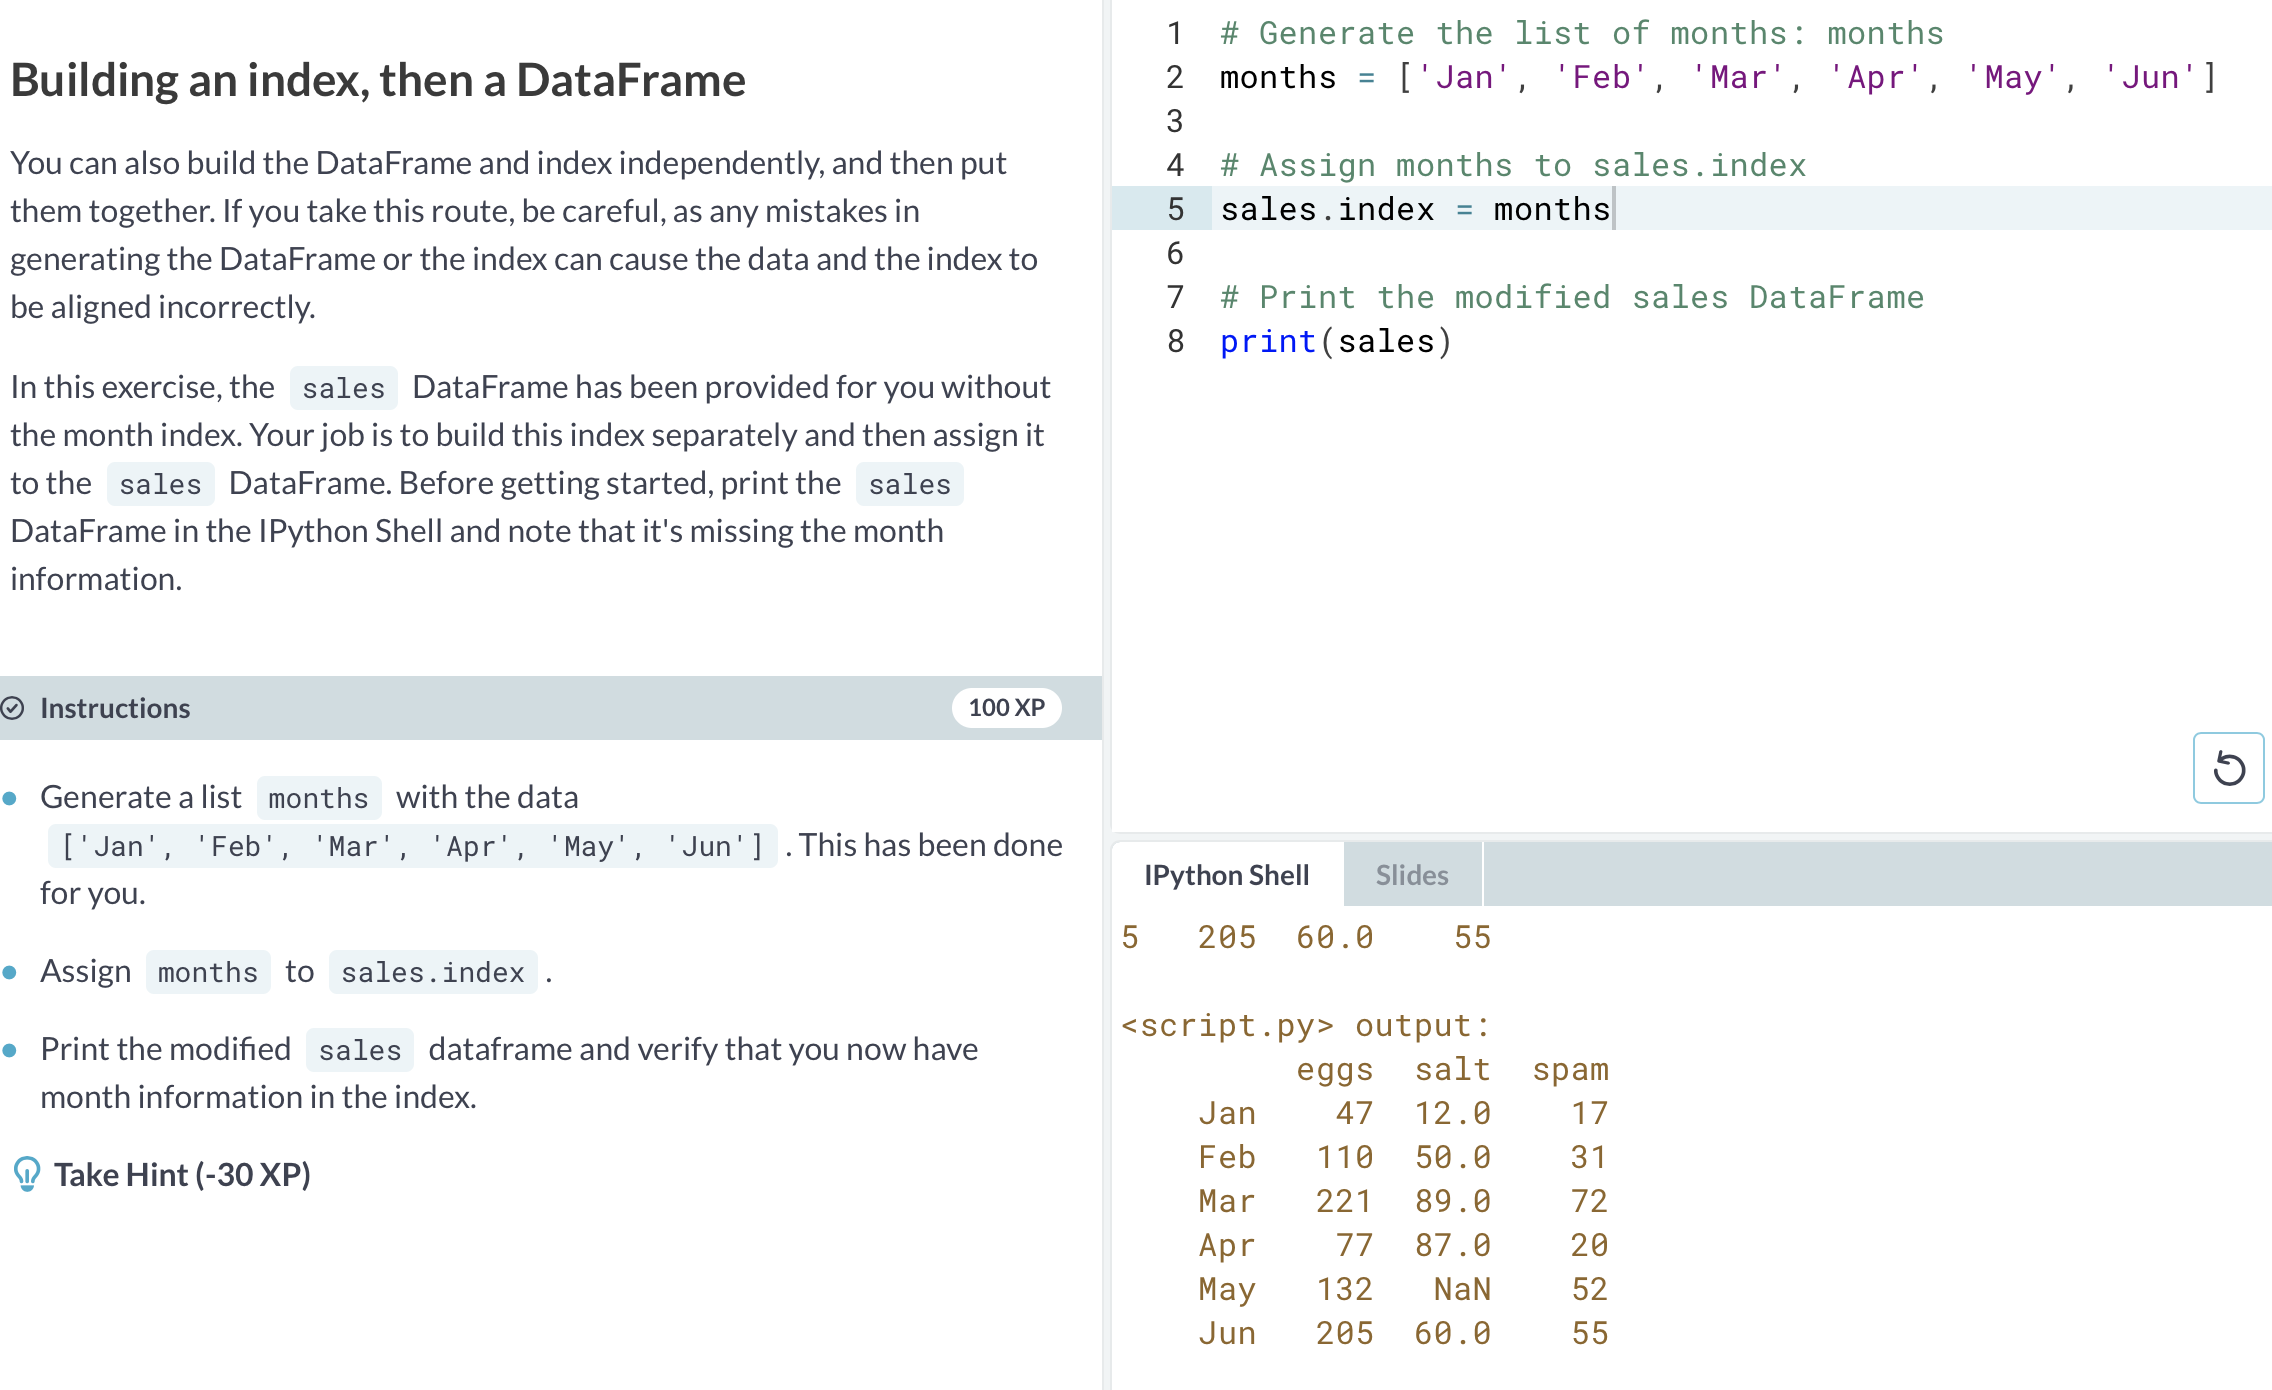 Building an index, then a DataFrame
You can also build the DataFrame and index independently, and then put
them together. If you take this route, be careful, as any mistakes in
generating the DataFrame or the index can cause the data and the index to
be aligned incorrectly.
In this exercise, the sales DataFrame has been provided for you without
the month index. Your job is to build this index separately and then assign it
to the sales DataFrame. Before getting started, print the sales
DataFrame in the IPython Shell and note that it's missing the month
information.
Instructions 100 XP
Generate a list months with the data
['Jan', 'Feb', 'Mar', 'Apr', 'May', 'Jun'] . This has been done
for you.
Assign months to sales.index .
Print the modified sales dataframe and verify that you now have
month information in the index.
Take Hint (-30 XP)
1 # Generate the list of months: months
2 months = ['Jan', 'Feb', 'Mar', 'Apr', 'May', 'Jun']
3
4 # Assign months to sales.index
5 sales.index = months
6
7 # Print the modified sales DataFrame
8 print(sales)
IPython Shell Slides
5 205 60.0 55
<script.py> output:
eggs salt spam
Jan 47 12.0 17
Feb 110 50.0 31
Mar 221 89.0 72
Apr 77 87.0 20
May 132 NaN 52
Jun 205 60.0 55